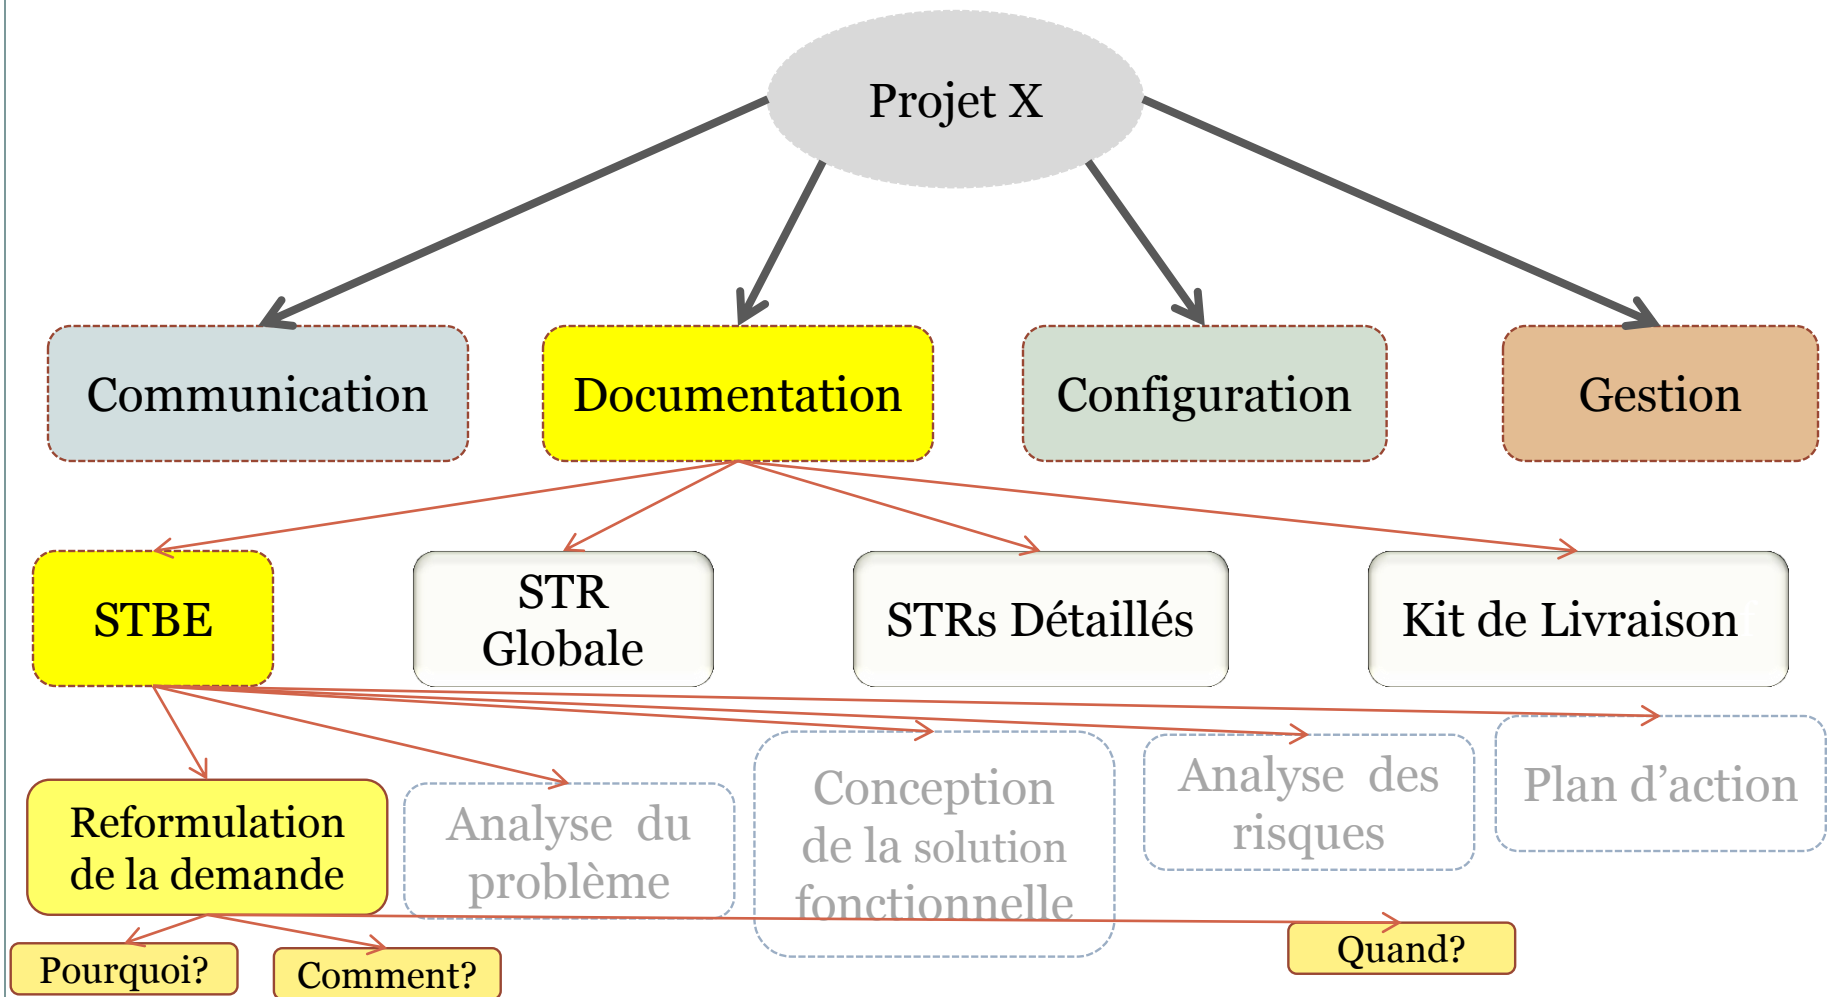 Projet X
Communication
Documentation
Configuration
Gestion
STBE
STR
Globale
STRs Détaillés
Kit de Livraison
Reformulation
de la demande
Analyse du
problème
Conception
de la solution
fonctionnelle
Analyse des
risques
Plan d’action
Pourquoi?
Comment?
Quand?